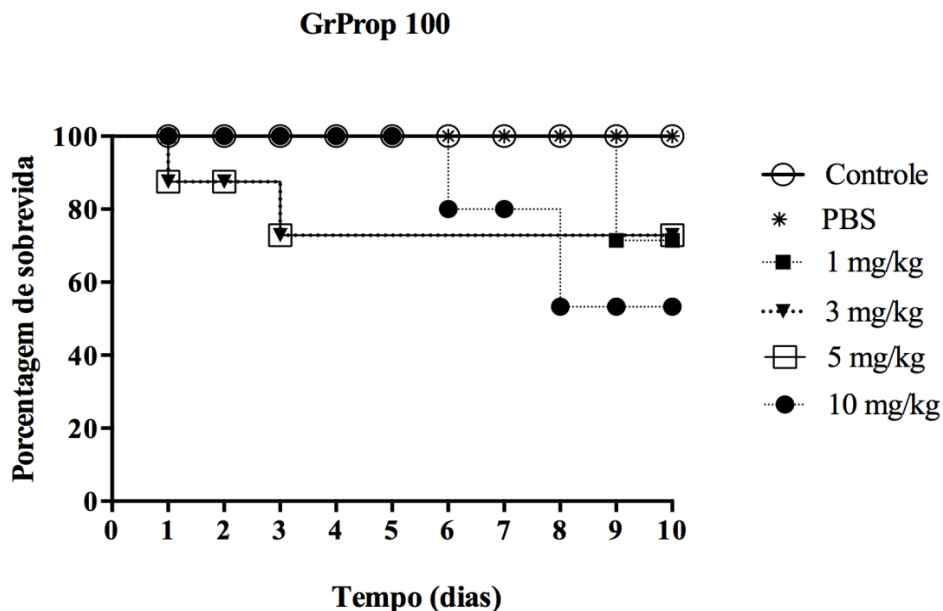 GrProp 100
Porcentagem de sobrevida
100
80
60
40
20
0
0 1 2 3 4 5 6 7 8 9 10
Tempo (dias)
Controle
PBS
1 mg/kg
3 mg/kg
5 mg/kg
10 mg/kg